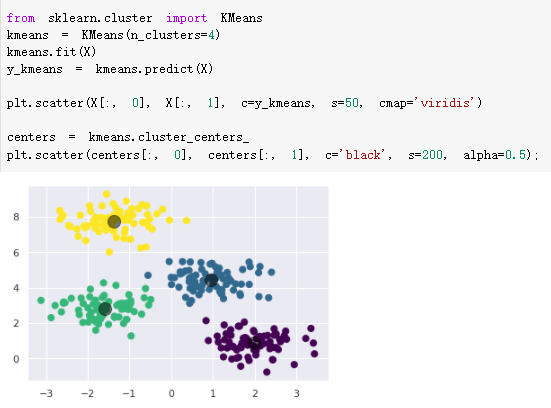 from sklearn.cluster import KMeans
kmeans = KMeans(n_clusters=4)
kmeans.fit(X)
y_kmeans = kmeans.predict(X)
plt.scatter(X[:, 0], X[:, 1], c=y_kmeans, s=50, cmap='viridis')
centers = kmeans.cluster_centers_
plt.scatter(centers[:, 0], centers[:, 1], c='black', s=200, alpha=0.5);
8
6
4
2
0
−3 −2 −1 0 1 2 3